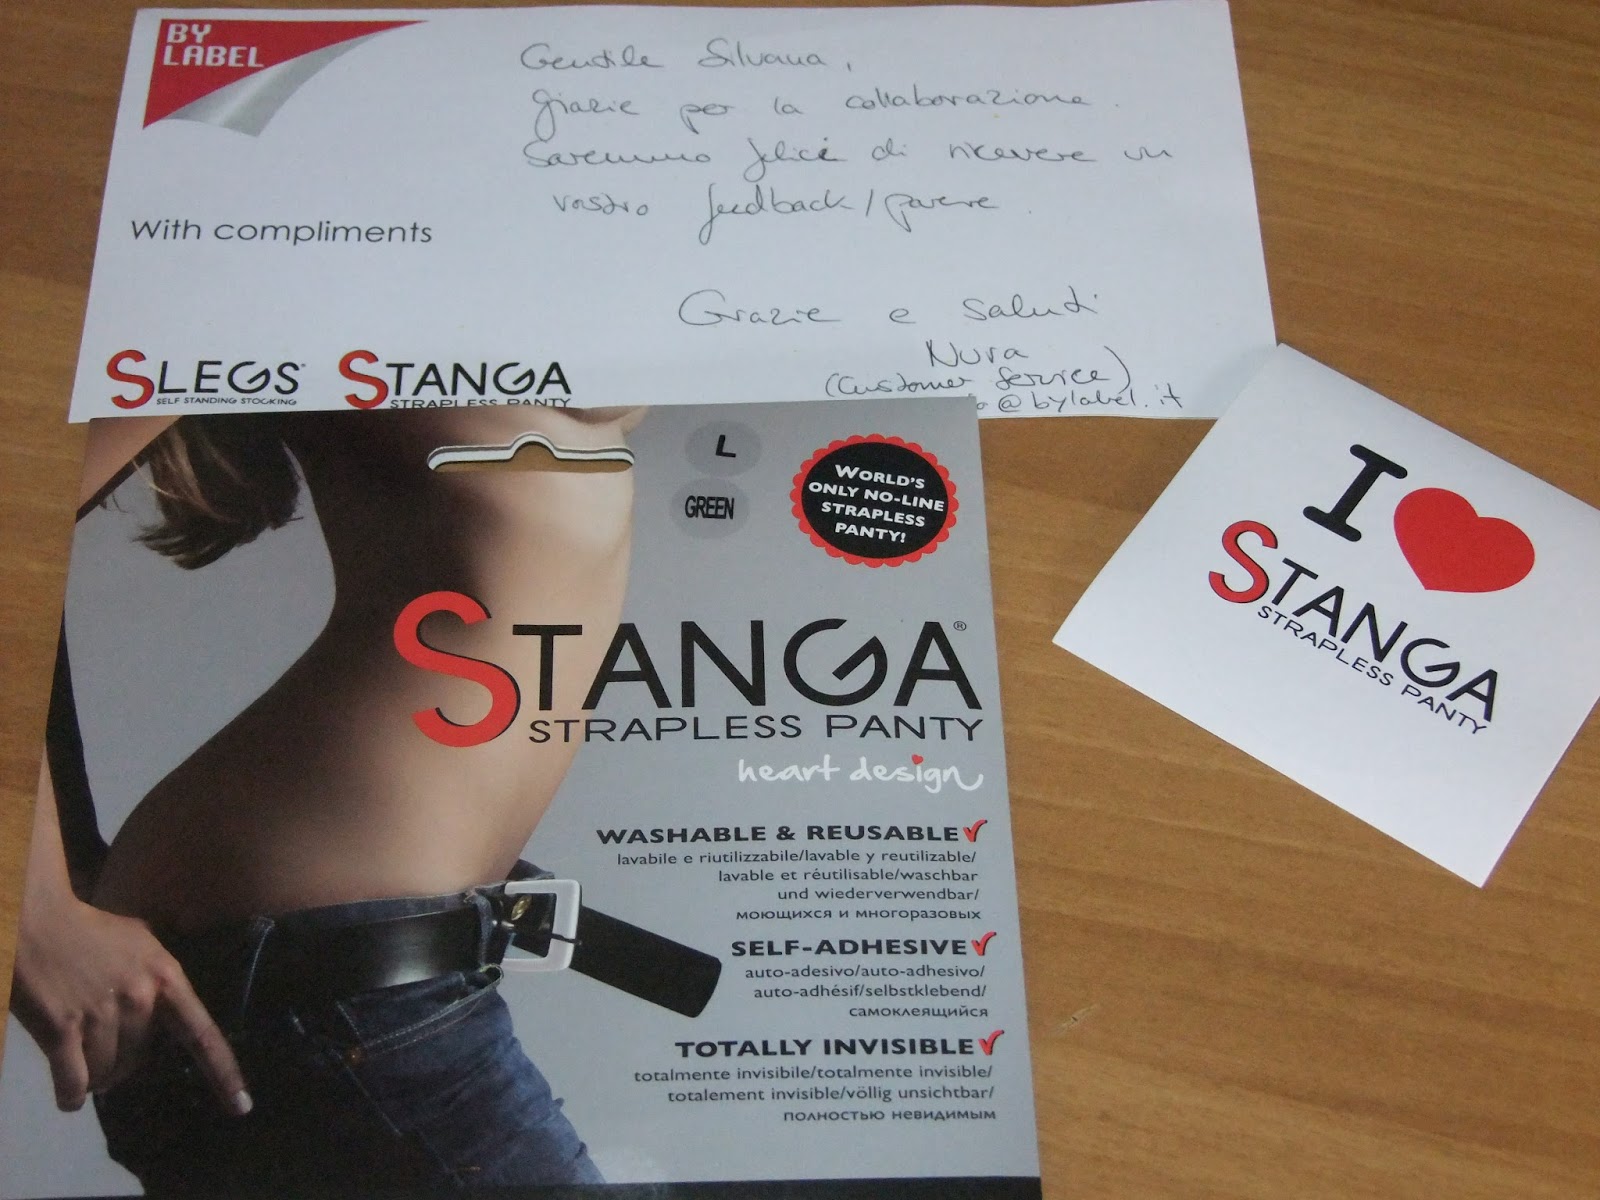 BY
LABEL
Gentile Silvana,
grazie per la collaborazione.
Saremmo felici di ricevere un
vostro feedback/parere.
With compliments
Grazie e saluti
Nura
(Customer Service)
@bylabel.it
SLEGS®
SELF STANDING STOCKING
STANGA
STRAPLESS PANTY
L
GREEN
WORLD'S
ONLY NO-LINE
STRAPLESS
PANTY!
STANGA®
STRAPLESS PANTY
heart design
WASHABLE & REUSABLE
lavabile e riutilizzabile/lavable y reutilizable/
lavable et réutilisable/waschbar
und wiederverwendbar/
моющихся и многоразовых
SELF-ADHESIVE
auto-adesivo/auto-adhesivo/
auto-adhésif/selbstklebend/
самоклеящийся
TOTALLY INVISIBLE
totalmente invisibile/totalmente invisible/
totalement invisible/völlig unsichtbar/
полностью невидимым
I ♥
STANGA
STRAPLESS PANTY